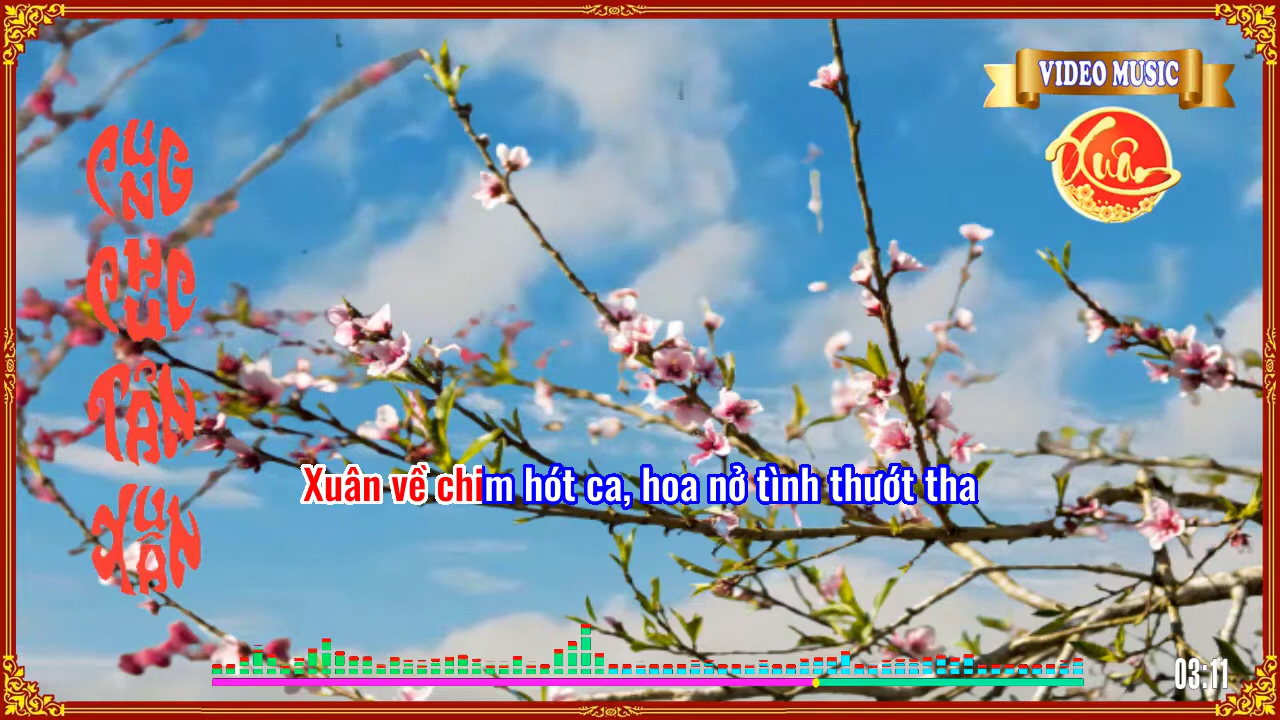 VIDEO MUSIC
Xuân
CUNG
CHÚC
TÂN
XUÂN
Xuân về chim hót ca, hoa nở tình thướt tha
03:11